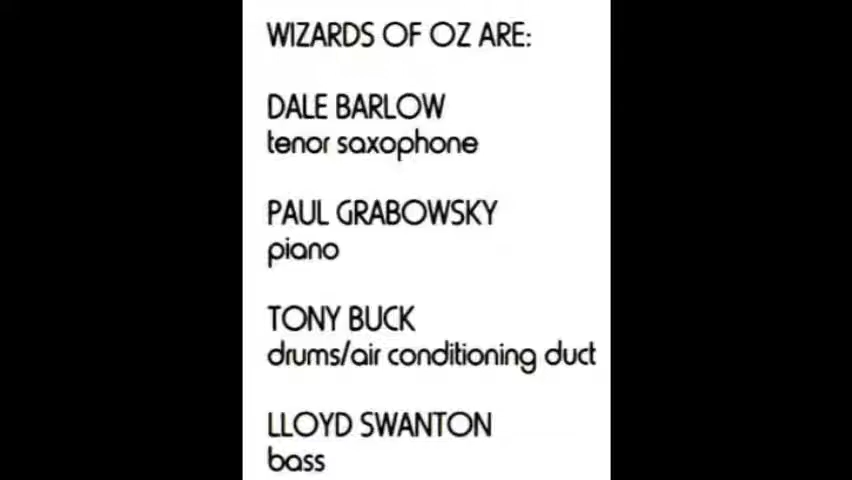 WIZARDS OF OZ ARE:
DALE BARLOW
tenor saxophone
PAUL GRABOWSKY
piano
TONY BUCK
drums/air conditioning duct
LLOYD SWANTON
bass